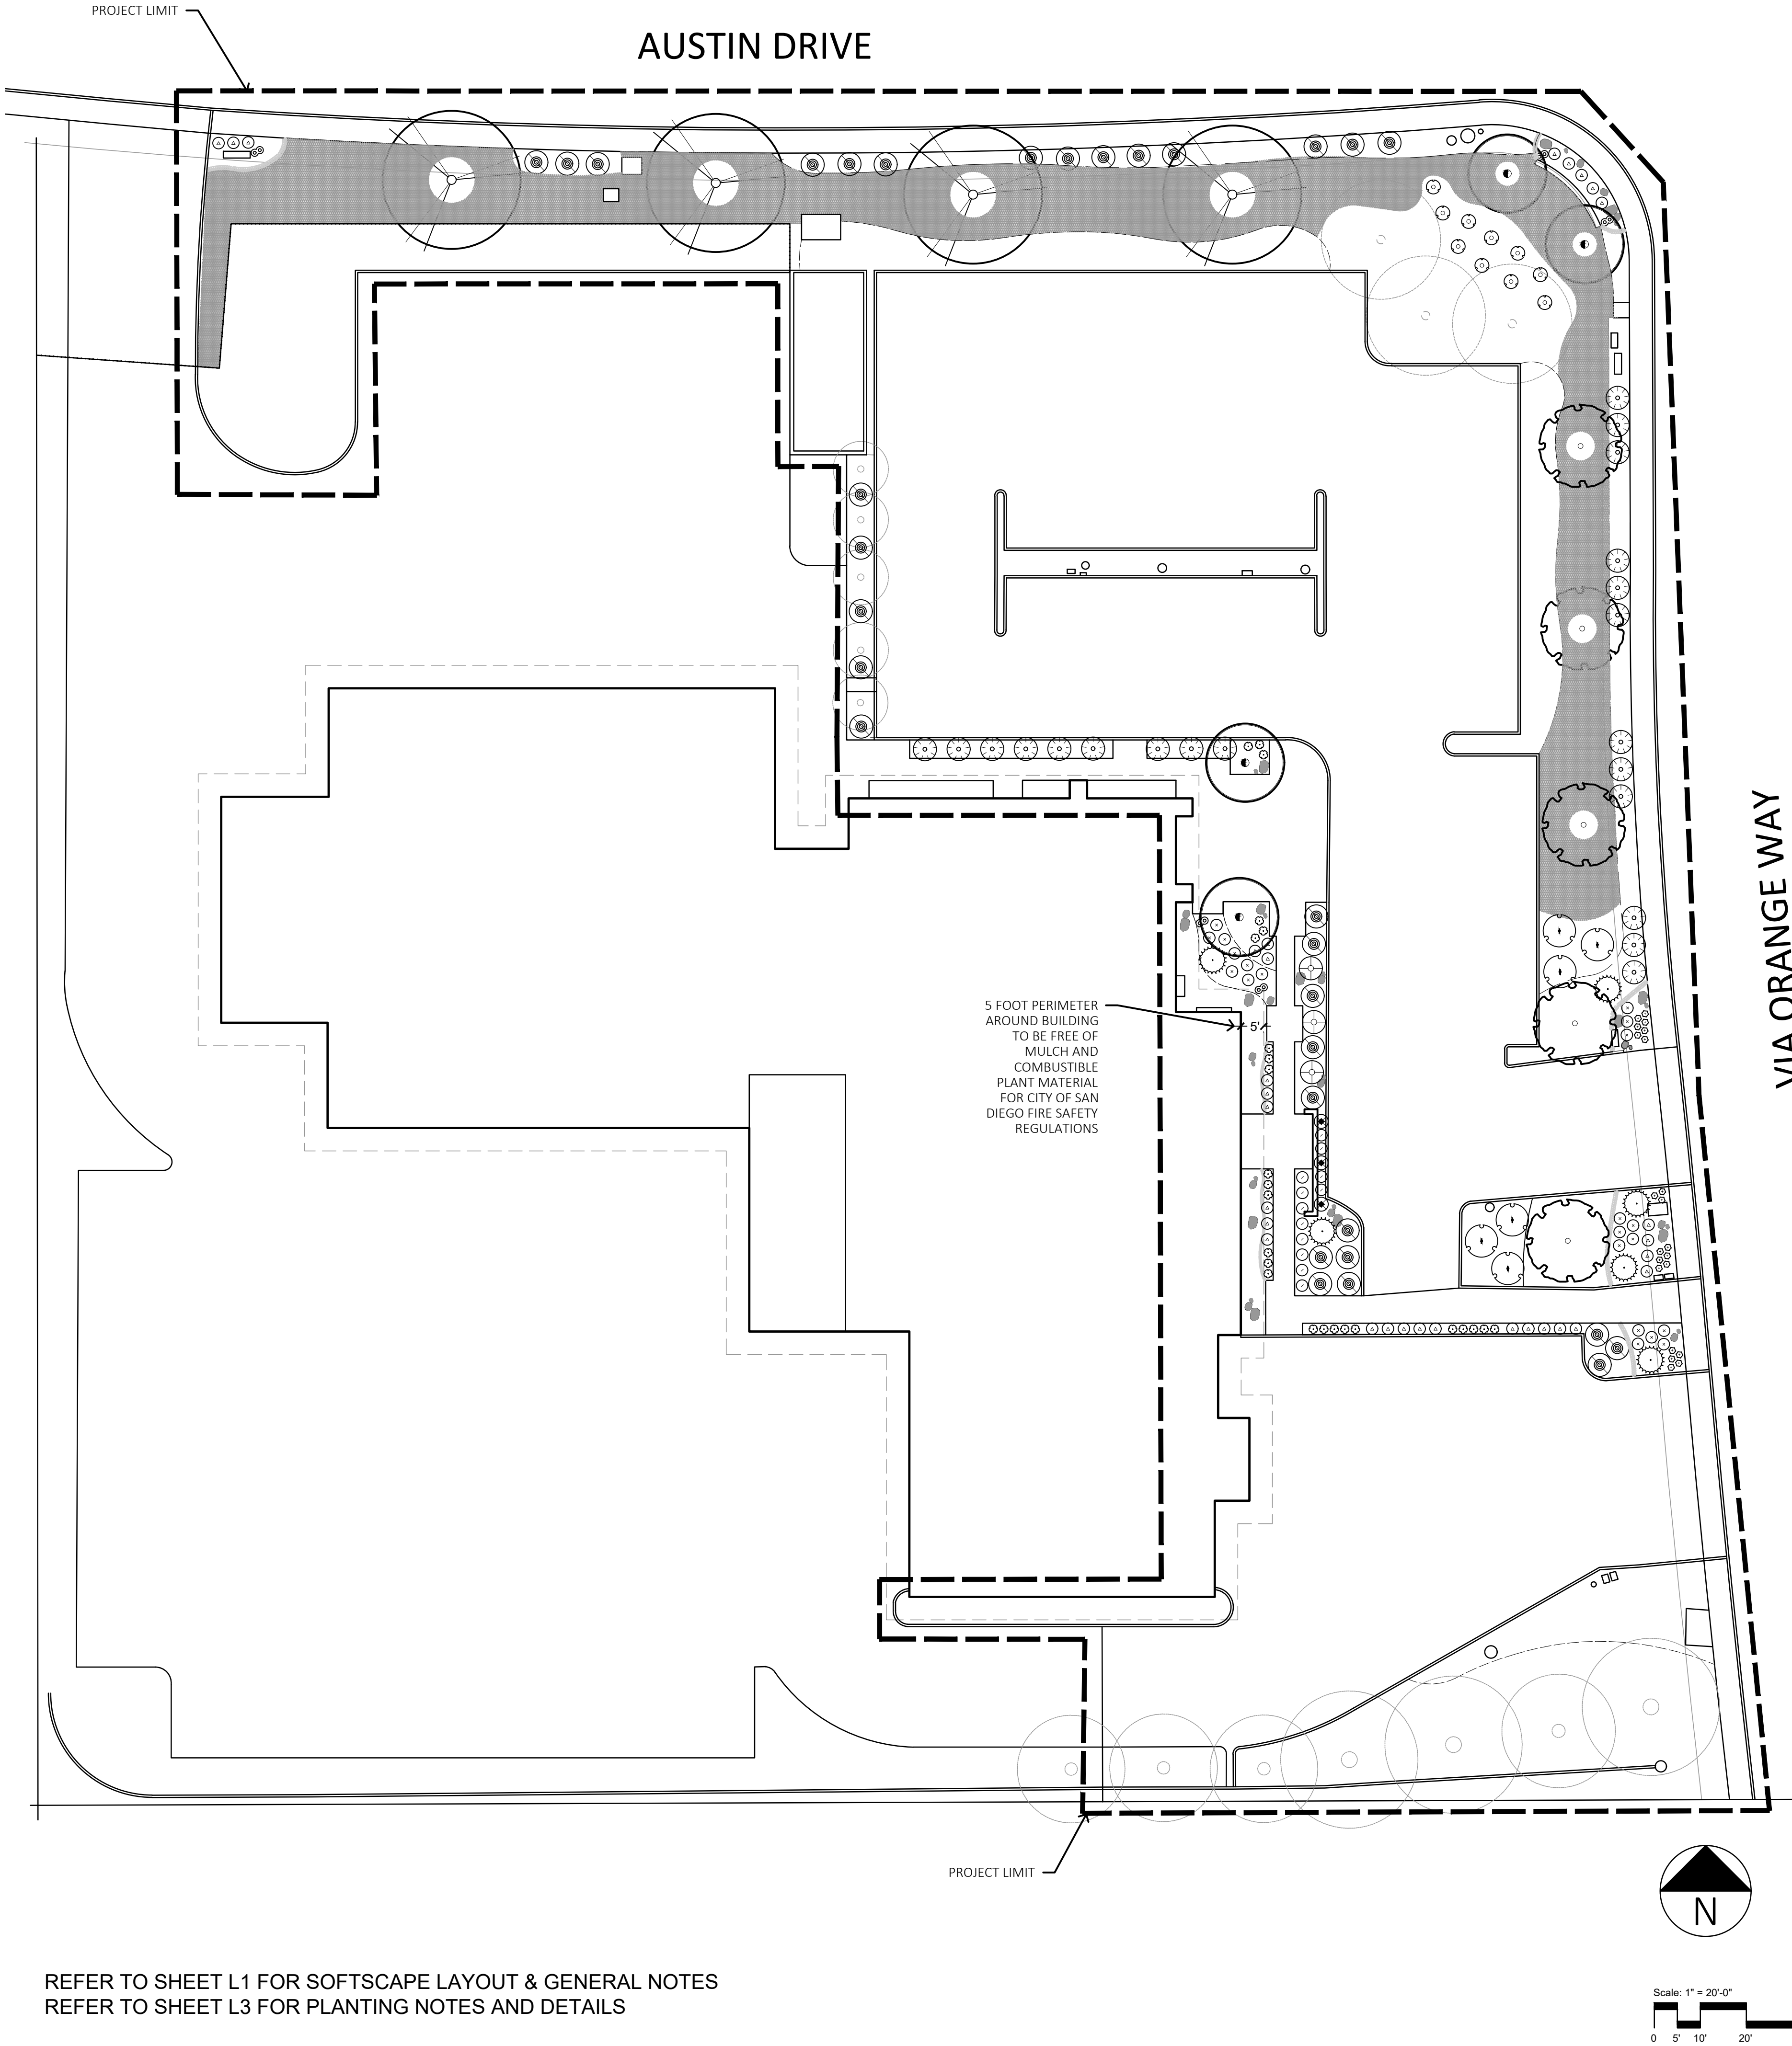 PROJECT LIMIT
AUSTIN DRIVE
VIA ORANGE WAY
5 FOOT PERIMETER
AROUND BUILDING
TO BE FREE OF
MULCH AND
COMBUSTIBLE
PLANT MATERIAL
FOR CITY OF SAN
DIEGO FIRE SAFETY
REGULATIONS
5'
PROJECT LIMIT
N
REFER TO SHEET L1 FOR SOFTSCAPE LAYOUT & GENERAL NOTES
REFER TO SHEET L3 FOR PLANTING NOTES AND DETAILS
Scale: 1" = 20'-0"
0 5' 10' 20'